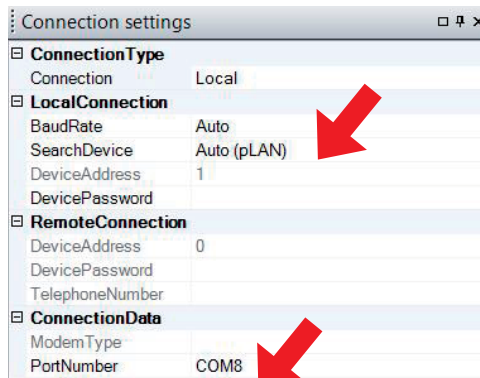 Connection settings
ConnectionType
Connection Local
LocalConnection
BaudRate Auto
SearchDevice Auto (pLAN)
DeviceAddress 1
DevicePassword
RemoteConnection
DeviceAddress 0
DevicePassword
TelephoneNumber
ConnectionData
ModemType
PortNumber COM8